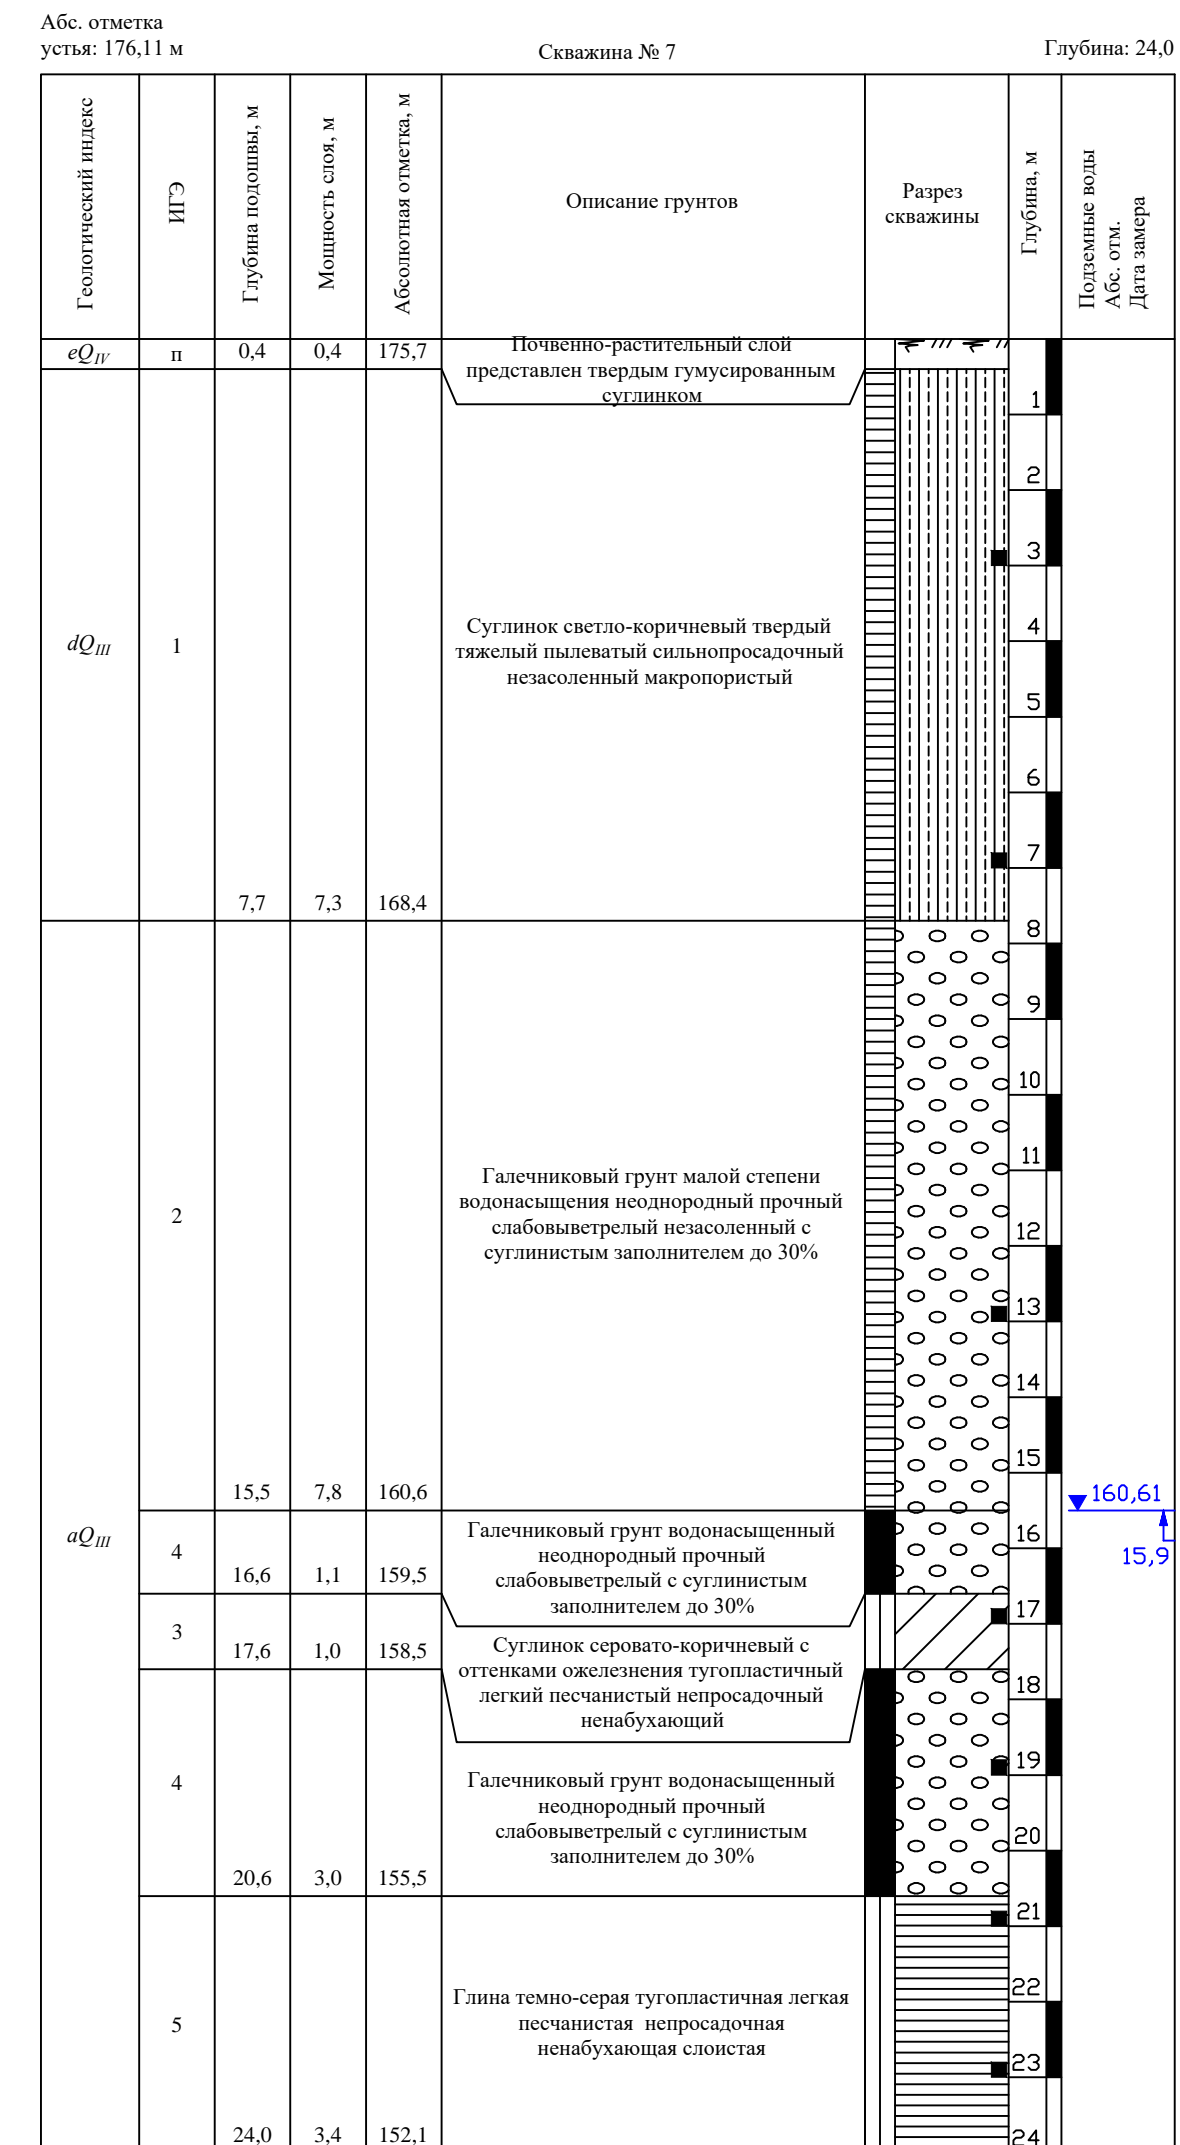 Абс. отметка
устья: 176,11 м
Скважина № 7
Глубина: 24,0
Геологический индекс
ИГЭ
Глубина подошвы, м
Мощность слоя, м
Абсолютная отметка, м
Описание грунтов
Разрез
скважины
Глубина, м
Подземные воды
Абс. отм.
Дата замера
eQIV
п
0,4
0,4
175,7
Почвенно-растительный слой
представлен твердым гумусированным
суглинком
1
2
3
4
5
6
7
dQIII
1
Суглинок светло-коричневый твердый
тяжелый пылеватый сильнопросадочный
незасоленный макропористый
7,7
7,3
168,4
8
9
10
11
12
13
14
15
2
Галечниковый грунт малой степени
водонасыщения неоднородный прочный
слабовыветрелый незасоленный с
суглинистым заполнителем до 30%
15,5
7,8
160,6
160,61
15,9
aQIII
4
16,6
1,1
159,5
Галечниковый грунт водонасыщенный
неоднородный прочный
слабовыветрелый с суглинистым
заполнителем до 30%
16
17
3
17,6
1,0
158,5
Суглинок серовато-коричневый с
оттенками ожелезнения тугопластичный
легкий песчанистый непросадочный
ненабухающий
18
19
20
4
Галечниковый грунт водонасыщенный
неоднородный прочный
слабовыветрелый с суглинистым
заполнителем до 30%
20,6
3,0
155,5
21
22
23
24
5
Глина темно-серая тугопластичная легкая
песчанистая непросадочная
ненабухающая слоистая
24,0
3,4
152,1